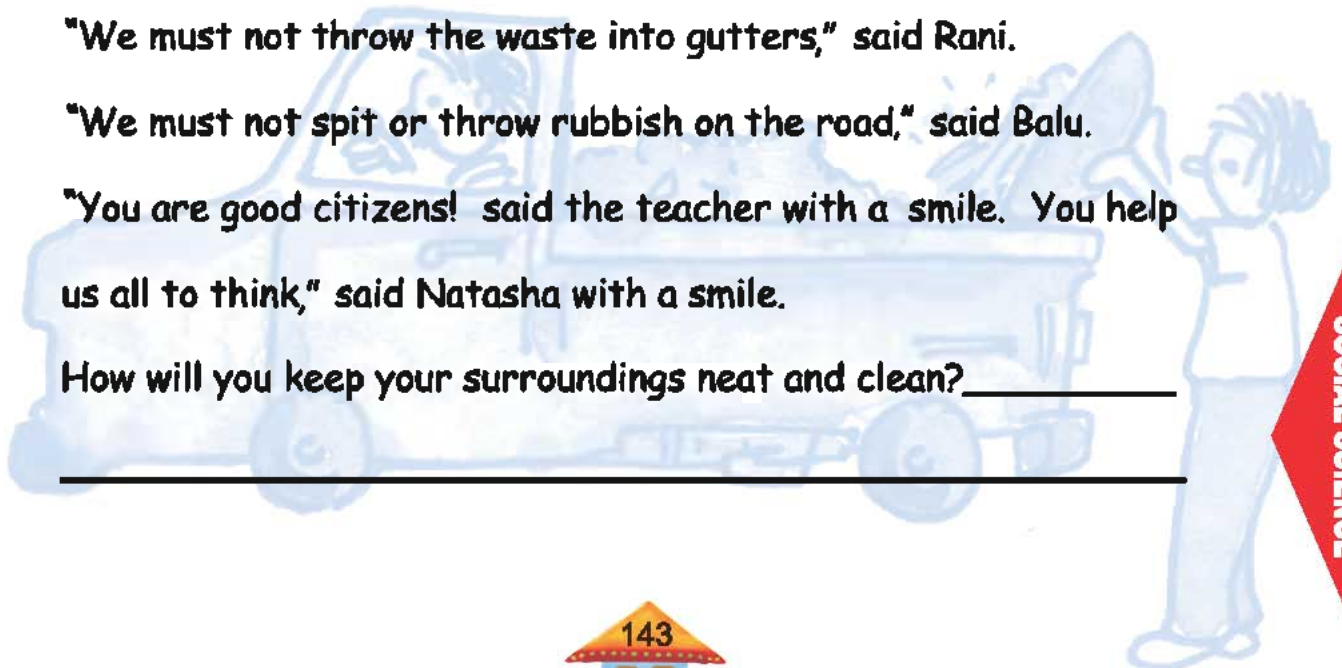 "We must not throw the waste into gutters," said Rani.
"We must not spit or throw rubbish on the road," said Balu.
"You are good citizens! said the teacher with a smile. You help
us all to think," said Natasha with a smile.
How will you keep your surroundings neat and clean?
SOCIAL SCIENCE
143